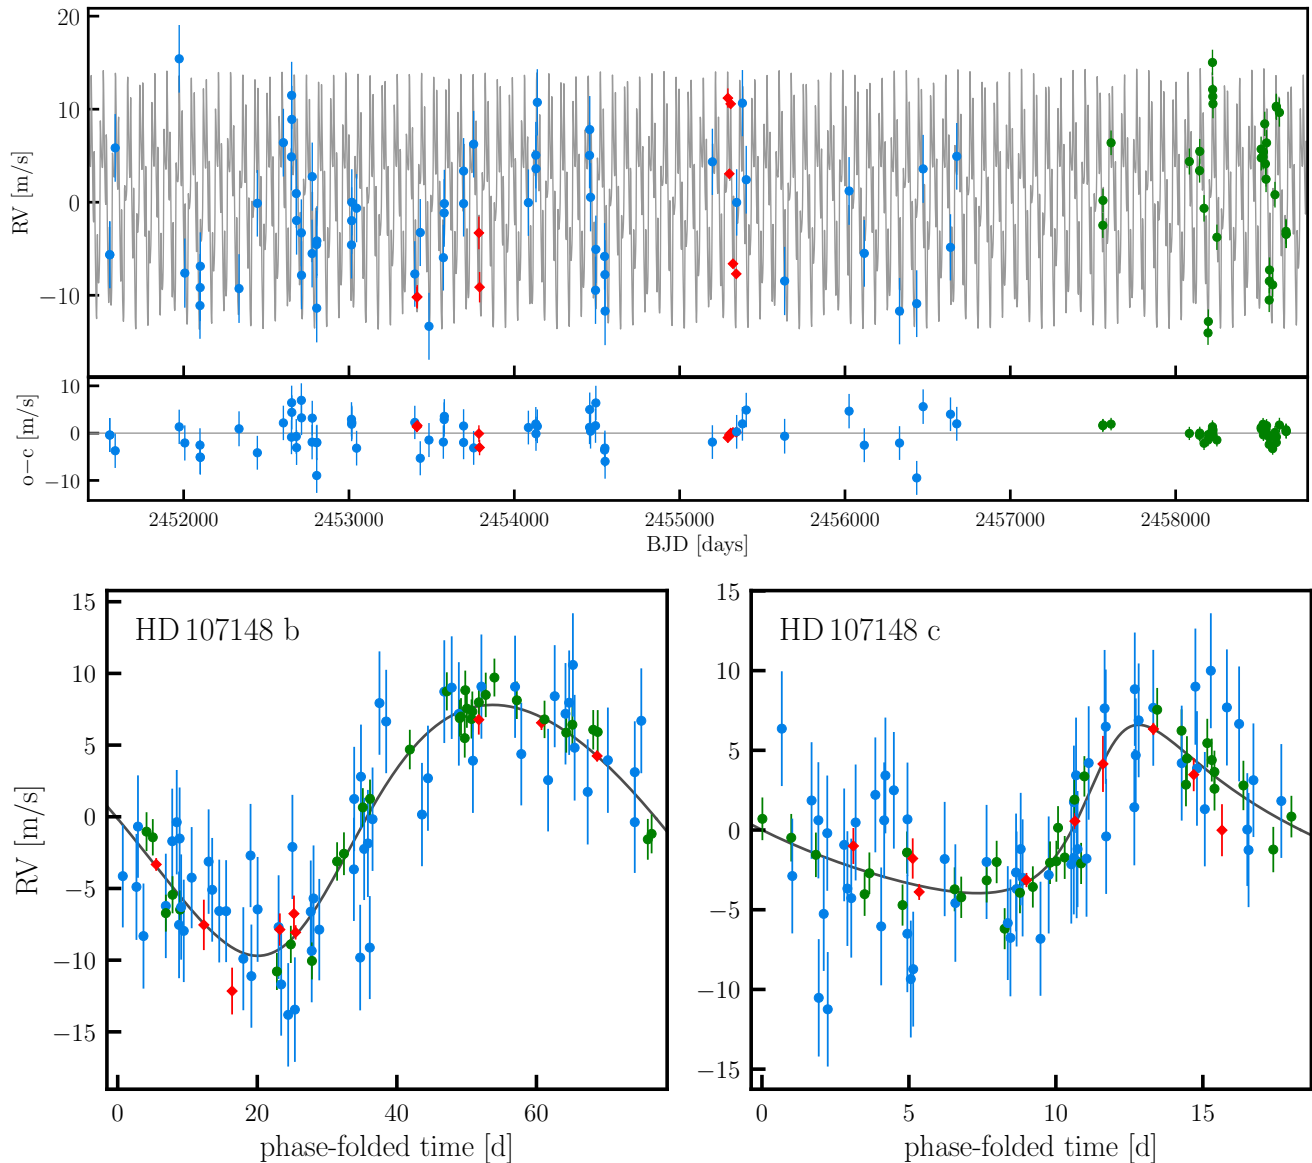 20
10
0
−10
RV [m/s]
10
0
−10
o−c [m/s]
2452000 2453000 2454000 2455000 2456000 2457000 2458000
BJD [days]
HD 107148 b
15
10
5
0
−5
−10
−15
RV [m/s]
0 20 40 60
phase-folded time [d]
HD 107148 c
15
10
5
0
−5
−10
−15
0 5 10 15
phase-folded time [d]